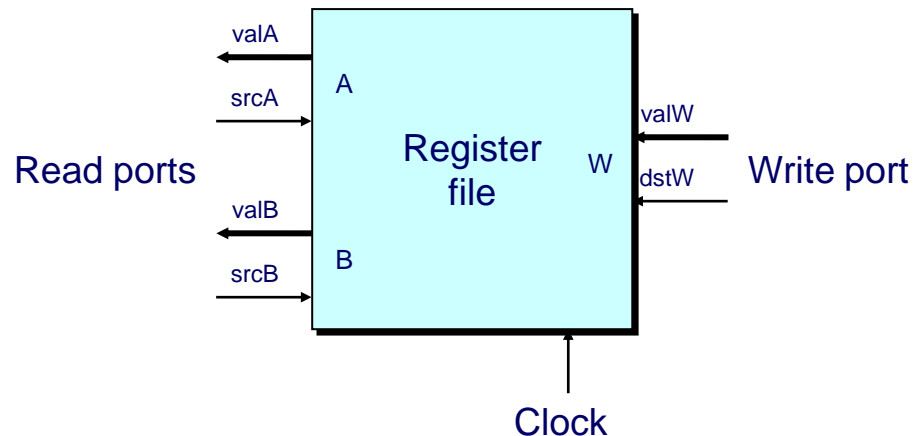 valA
A
srcA
Read ports
valB
B
srcB
Register
file
W
valW
dstW
Write port
Clock